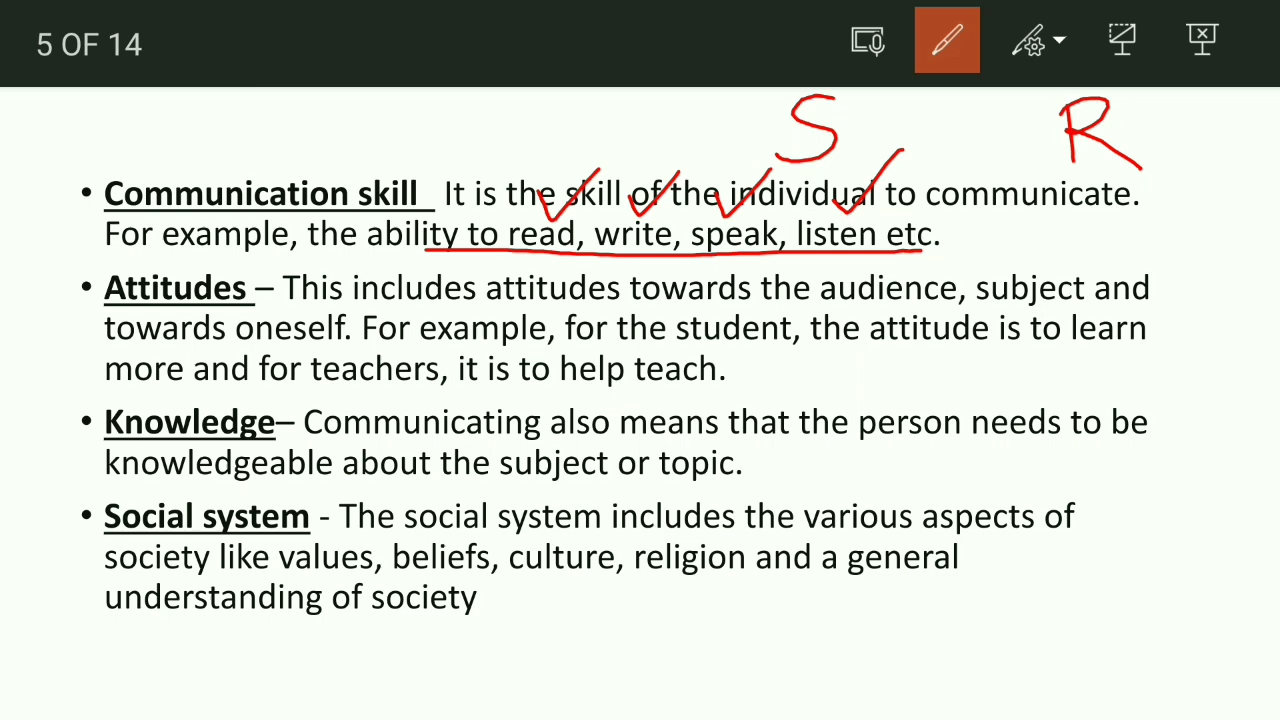 5 OF 14
S R
• Communication skill It is the skill of the individual to communicate.
For example, the ability to read, write, speak, listen etc.
• Attitudes – This includes attitudes towards the audience, subject and
towards oneself. For example, for the student, the attitude is to learn
more and for teachers, it is to help teach.
• Knowledge– Communicating also means that the person needs to be
knowledgeable about the subject or topic.
• Social system - The social system includes the various aspects of
society like values, beliefs, culture, religion and a general
understanding of society